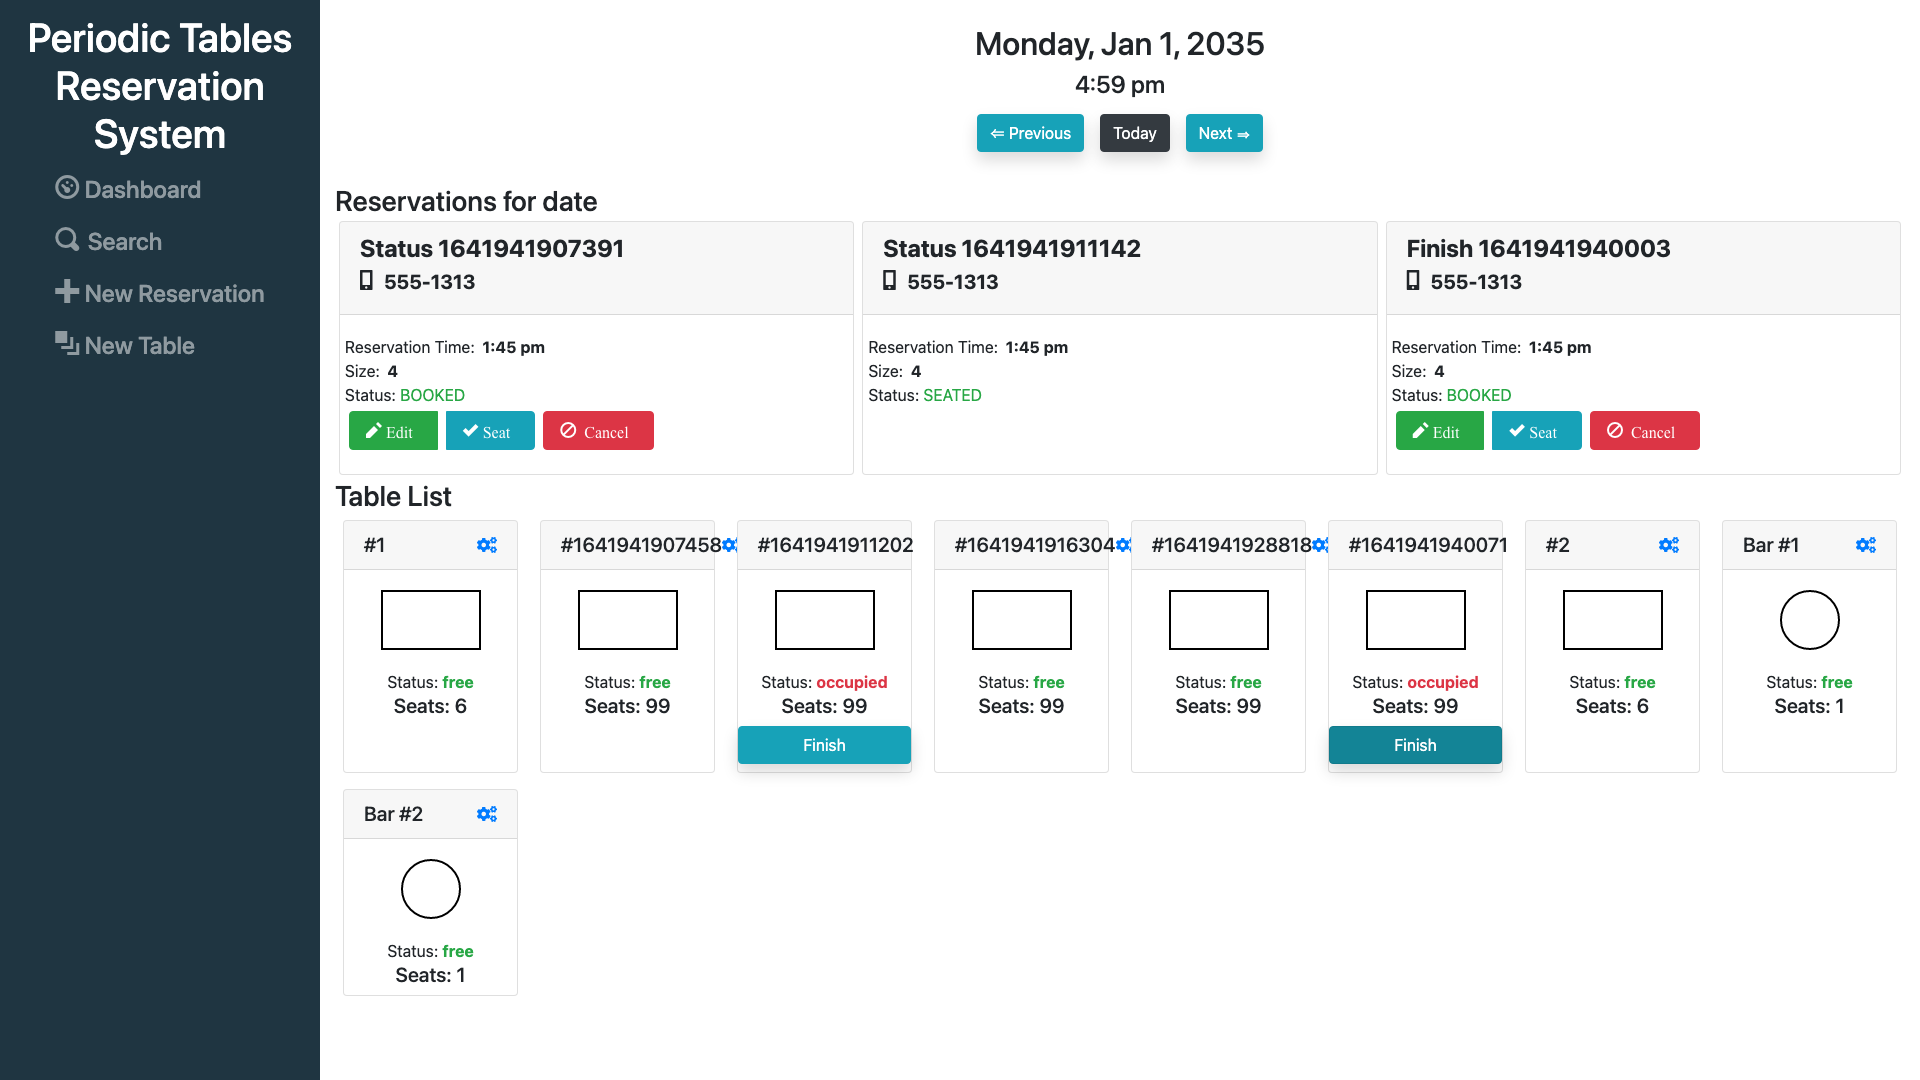 Periodic Tables
Reservation
System
Dashboard
Search
New Reservation
New Table
Monday, Jan 1, 2035
4:59 pm
⇐ Previous
Today
Next ⇒
Reservations for date
Status 1641941907391
555-1313
Reservation Time: 1:45 pm
Size: 4
Status: BOOKED
Edit
Seat
Cancel
Status 1641941911142
555-1313
Reservation Time: 1:45 pm
Size: 4
Status: SEATED
Finish 1641941940003
555-1313
Reservation Time: 1:45 pm
Size: 4
Status: BOOKED
Edit
Seat
Cancel
Table List
#1
Status: free
Seats: 6
#1641941907458
Status: free
Seats: 99
#1641941911202
Status: occupied
Seats: 99
Finish
#1641941916304
Status: free
Seats: 99
#1641941928818
Status: free
Seats: 99
#1641941940071
Status: occupied
Seats: 99
Finish
#2
Status: free
Seats: 6
Bar #1
Status: free
Seats: 1
Bar #2
Status: free
Seats: 1